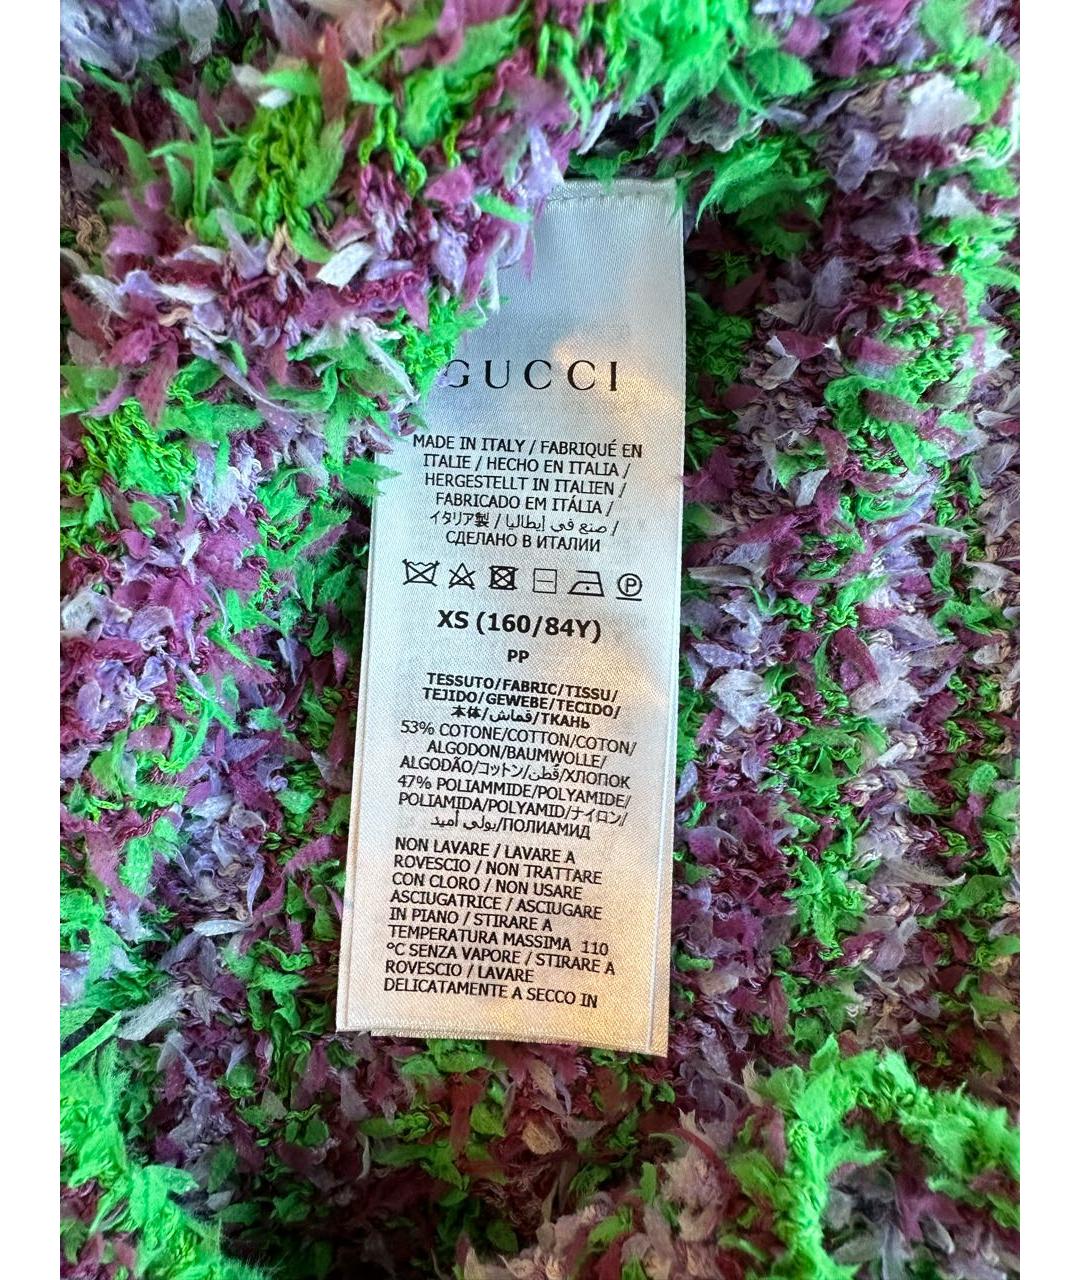 GUCCI
MADE IN ITALY / FABRIQUÉ EN
ITALIE / HECHO EN ITALIA /
HERGESTELLT IN ITALIEN /
FABRICADO EM ITÁLIA /
イタリア製 / صنع في إيطاليا /
СДЕЛАНО В ИТАЛИИ
P
XS (160/84Y)
PP
TESSUTO/FABRIC/TISSU/
TEJIDO/GEWEBE/TECIDO/
本体/قماش/ТКАНЬ
53% COTONE/COTTON/COTON/
ALGODON/BAUMWOLLE/
ALGODÃO/コットン/قطن/ХЛОПОК
47% POLIAMMIDE/POLYAMIDE/
POLIAMIDA/POLYAMID/ナイロン/
بولي أميد/ПОЛИАМИД
NON LAVARE / LAVARE A
ROVESCIO / NON TRATTARE
CON CLORO / NON USARE
ASCIUGATRICE / ASCIUGARE
IN PIANO / STIRARE A
TEMPERATURA MASSIMA 110
°C SENZA VAPORE / STIRARE A
ROVESCIO / LAVARE
DELICATAMENTE A SECCO IN